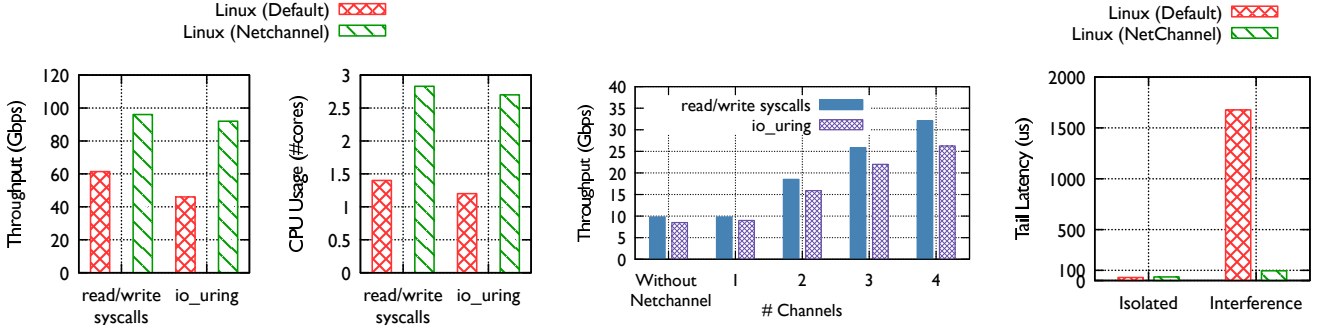 Linux (Default)
Linux (Netchannel)
Throughput (Gbps)
120
100
80
60
40
20
0
read/write
syscalls
io_uring
CPU Usage (#cores)
3
2.5
2
1.5
1
0.5
0
read/write
syscalls
io_uring
Throughput (Gbps)
40
35
30
25
20
15
10
5
0
read/write syscalls
io_uring
Without
Netchannel
1
2
3
4
# Channels
Linux (Default)
Linux (NetChannel)
Tail Latency (us)
2000
1500
1000
500
100
0
Isolated
Interference